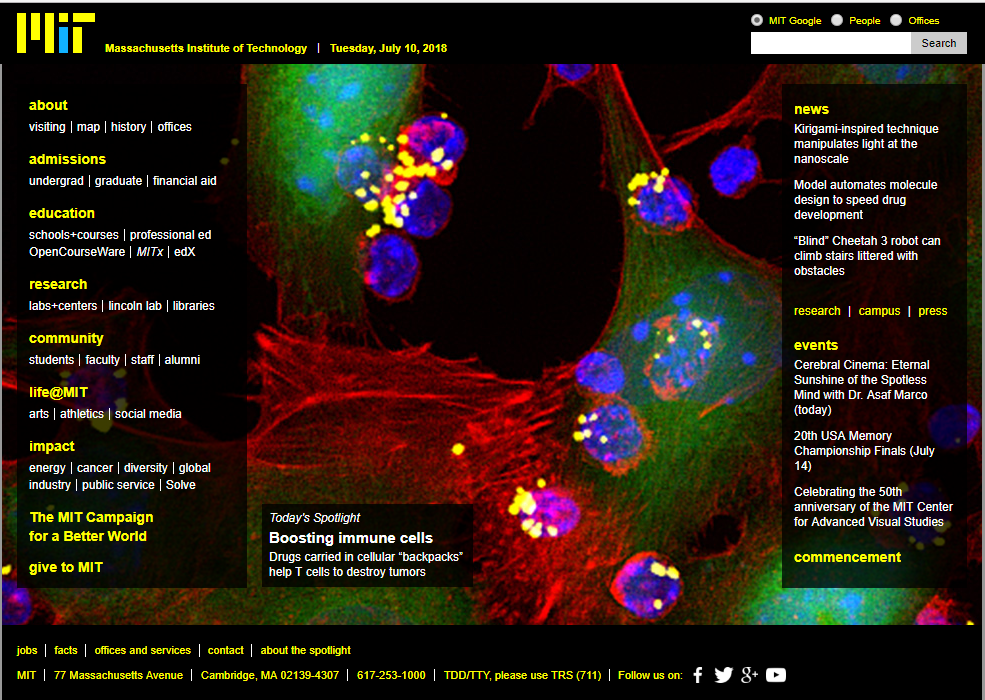 MIT
MIT Google People Offices
Massachusetts Institute of Technology | Tuesday, July 10, 2018
Search
about
visiting | map | history | offices
admissions
undergrad | graduate | financial aid
education
schools+courses | professional ed
OpenCourseWare | MITx | edX
research
labs+centers | lincoln lab | libraries
community
students | faculty | staff | alumni
life@MIT
arts | athletics | social media
impact
energy | cancer | diversity | global
industry | public service | Solve
The MIT Campaign
for a Better World
give to MIT
Today's Spotlight
Boosting immune cells
Drugs carried in cellular “backpacks”
help T cells to destroy tumors
news
Kirigami-inspired technique
manipulates light at the
nanoscale
Model automates molecule
design to speed drug
development
“Blind” Cheetah 3 robot can
climb stairs littered with
obstacles
research | campus | press
events
Cerebral Cinema: Eternal
Sunshine of the Spotless
Mind with Dr. Asaf Marco
(today)
20th USA Memory
Championship Finals (July
14)
Celebrating the 50th
anniversary of the MIT Center
for Advanced Visual Studies
commencement
jobs | facts | offices and services | contact | about the spotlight
MIT | 77 Massachusetts Avenue | Cambridge, MA 02139-4307 | 617-253-1000 | TDD/TTY, please use TRS (711) | Follow us on: